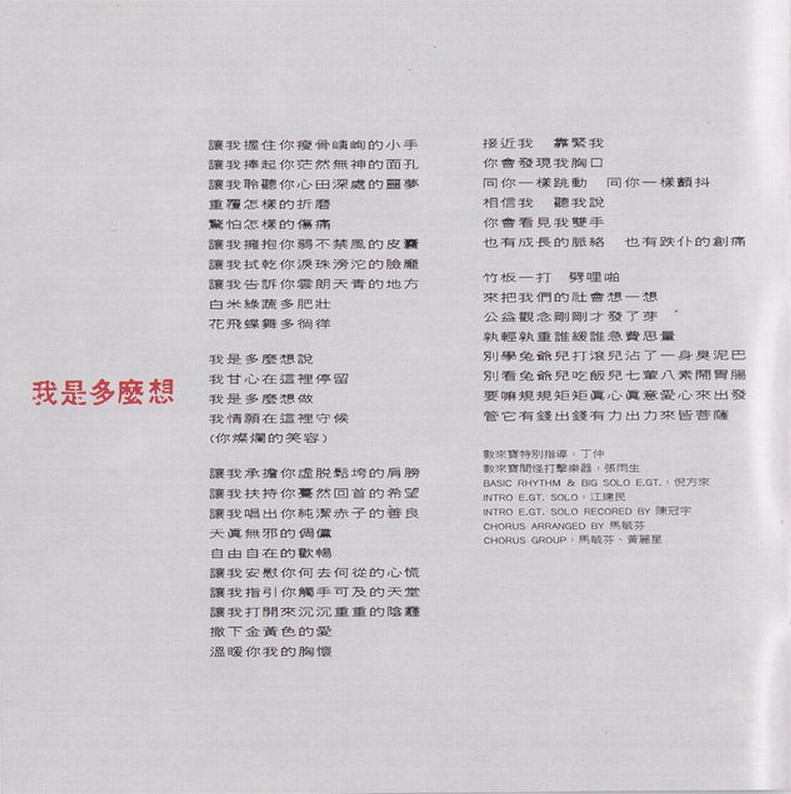 我是多麼想
讓我握住你瘦骨嶙峋的小手
讓我捧起你茫然無神的面孔
讓我聆聽你心田深處的噩夢
重覆怎樣的折磨
驚怕怎樣的傷痛
讓我擁抱你弱不禁風的皮囊
讓我拭乾你淚珠滂沱的臉龐
讓我告訴你雲朗天青的地方
白米綠蔬多肥壯
花飛蝶舞多徜徉
我是多麼想說
我甘心在這裡停留
我是多麼想做
我情願在這裡守候
(你燦爛的笑容)
讓我承擔你虛脫鬆垮的肩膀
讓我扶持你驀然回首的希望
讓我唱出你純潔赤子的善良
天眞無邪的倜儻
自由自在的歡暢
讓我安慰你何去何從的心慌
讓我指引你觸手可及的天堂
讓我打開來沉沉重重的陰霾
撒下金黃色的愛
溫暖你我的胸懷
接近我 靠緊我
你會發現我胸口
同你一樣跳動 同你一樣顫抖
相信我 聽我說
你會看見我雙手
也有成長的脈絡 也有跌仆的創痛
竹板一打 劈哩啪
來把我們的社會想一想
公益觀念剛剛才發了芽
孰輕孰重誰緩誰急費思量
別學兔爺兒打滾兒沾了一身臭泥巴
別看兔爺兒吃飯兒七葷八素鬧胃腸
要嘛規規矩矩眞心眞意愛心來出發
管它有錢出錢有力出力來皆菩薩
數來寶特別指導：丁仲
數來寶間怪打擊樂器：張雨生
BASIC RHYTHM & BIG SOLO E.GT.：倪方來
INTRO E.GT. SOLO：江建民
INTRO E.GT. SOLO RECORED BY 陳冠宇
CHORUS ARRANGED BY 馬毓芬
CHORUS GROUP：馬毓芬、黃麗星